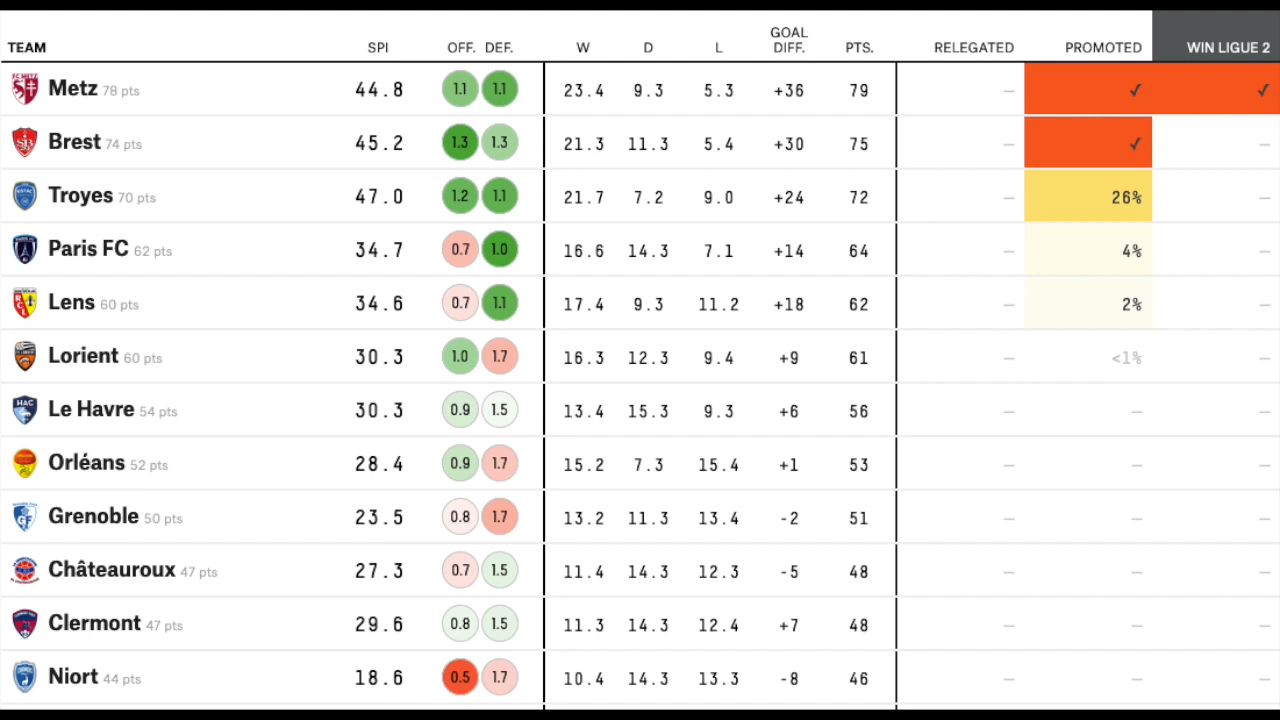 TEAM SPI OFF. DEF. W D L GOAL DIFF. PTS. RELEGATED PROMOTED WIN LIGUE 2
Metz 78 pts 44.8 1.1 1.1 23.4 9.3 5.3 +36 79 — ✓ ✓
Brest 74 pts 45.2 1.3 1.3 21.3 11.3 5.4 +30 75 — ✓ —
Troyes 70 pts 47.0 1.2 1.1 21.7 7.2 9.0 +24 72 — 26% —
Paris FC 62 pts 34.7 0.7 1.0 16.6 14.3 7.1 +14 64 — 4% —
Lens 60 pts 34.6 0.7 1.1 17.4 9.3 11.2 +18 62 — 2% —
Lorient 60 pts 30.3 1.0 1.7 16.3 12.3 9.4 +9 61 — <1% —
Le Havre 54 pts 30.3 0.9 1.5 13.4 15.3 9.3 +6 56 — — —
Orléans 52 pts 28.4 0.9 1.7 15.2 7.3 15.4 +1 53 — — —
Grenoble 50 pts 23.5 0.8 1.7 13.2 11.3 13.4 -2 51 — — —
Châteauroux 47 pts 27.3 0.7 1.5 11.4 14.3 12.3 -5 48 — — —
Clermont 47 pts 29.6 0.8 1.5 11.3 14.3 12.4 +7 48 — — —
Niort 44 pts 18.6 0.5 1.7 10.4 14.3 13.3 -8 46 — — —